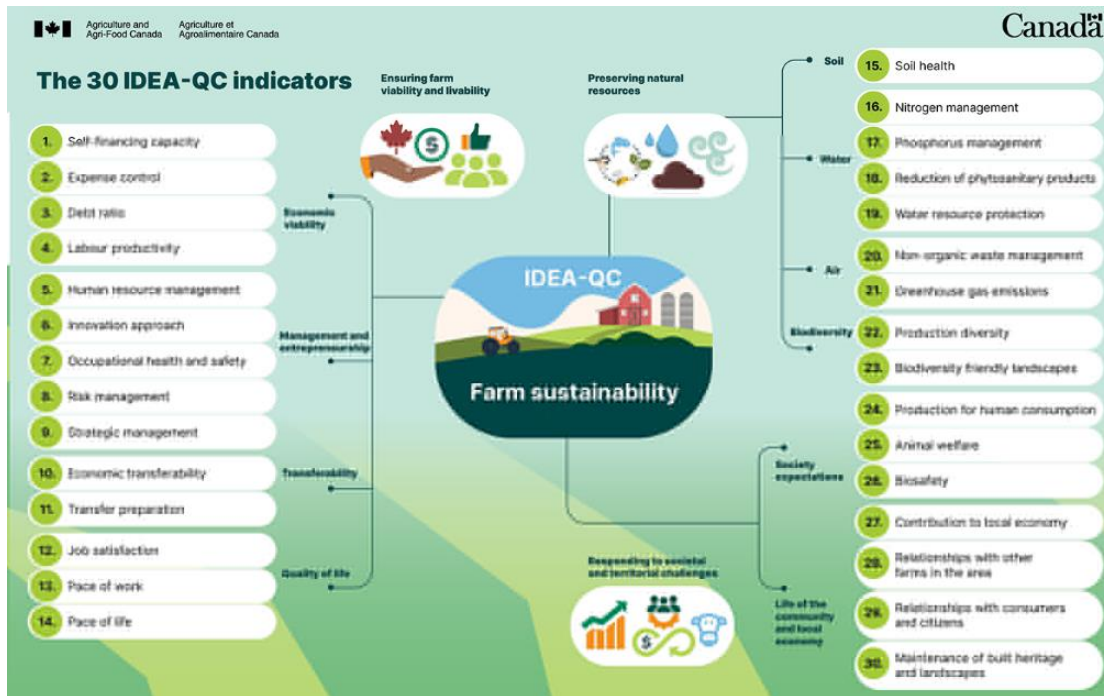 Agriculture and
Agri-Food Canada
Agriculture et
Agroalimentaire Canada
Canada
The 30 IDEA-QC indicators
Ensuring farm
viability and livability
Preserving natural
resources
1. Self-financing capacity
2. Expense control
3. Debt ratio
4. Labour productivity
Economic
viability
5. Human resource management
6. Innovation approach
7. Occupational health and safety
8. Risk management
9. Strategic management
Management and
entrepreneurship
10. Economic transferability
11. Transfer preparation
Transferability
12. Job satisfaction
13. Pace of work
14. Pace of life
Quality of life
IDEA-QC
Farm sustainability
Soil
15. Soil health
16. Nitrogen management
17. Phosphorus management
18. Reduction of phytosanitary products
19. Water resource protection
Water
20. Non-organic waste management
21. Greenhouse gas emissions
Air
22. Production diversity
23. Biodiversity friendly landscapes
Biodiversity
24. Production for human consumption
25. Animal welfare
26. Biosafety
Society
expectations
27. Contribution to local economy
28. Relationships with other
farms in the area
29. Relationships with consumers
and citizens
30. Maintenance of built heritage
and landscapes
Life of the
community
and local
economy
Responding to societal
and territorial challenges